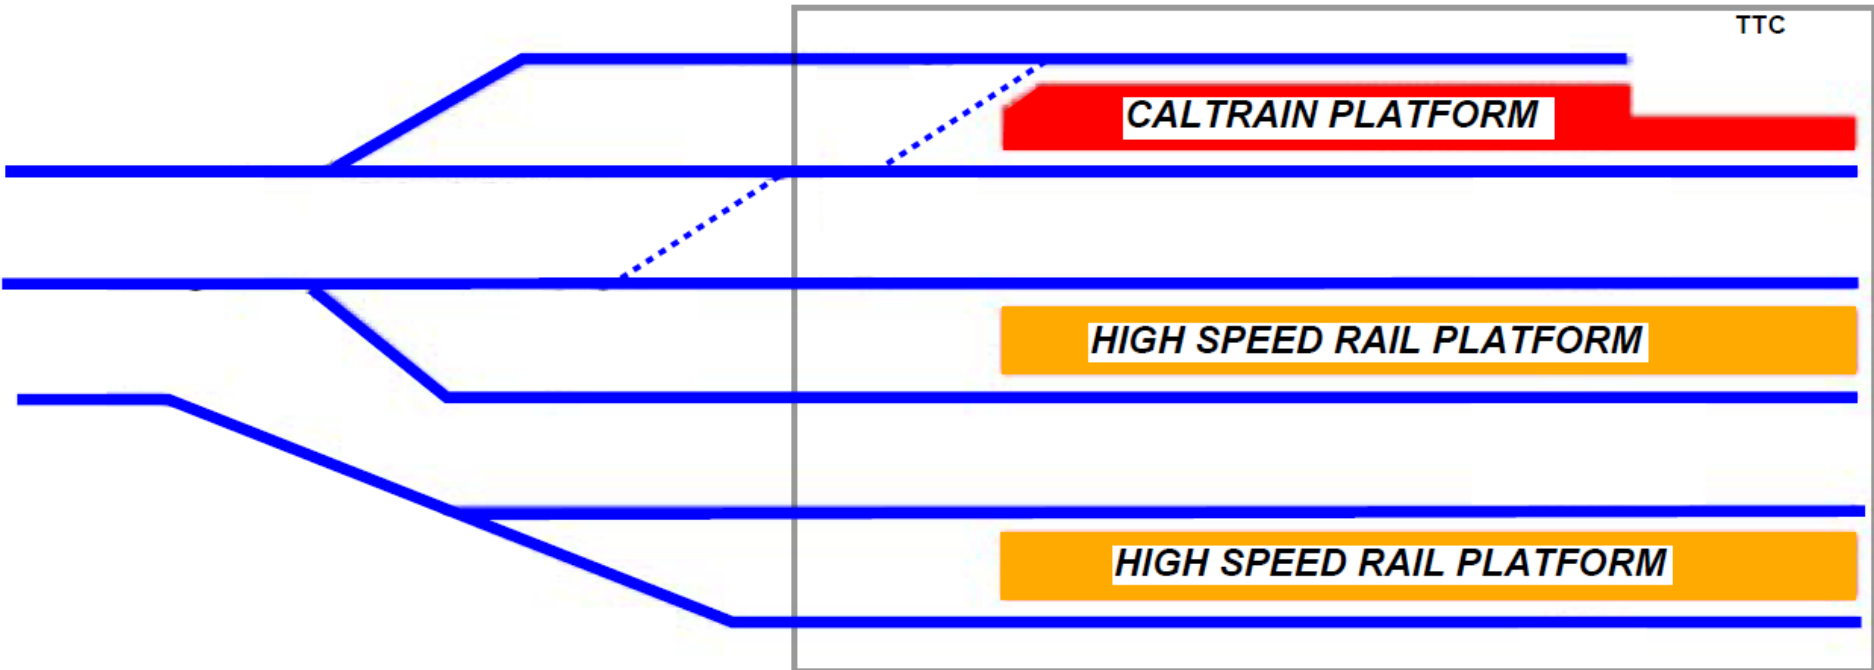 TTC
CALTRAIN PLATFORM
HIGH SPEED RAIL PLATFORM
HIGH SPEED RAIL PLATFORM